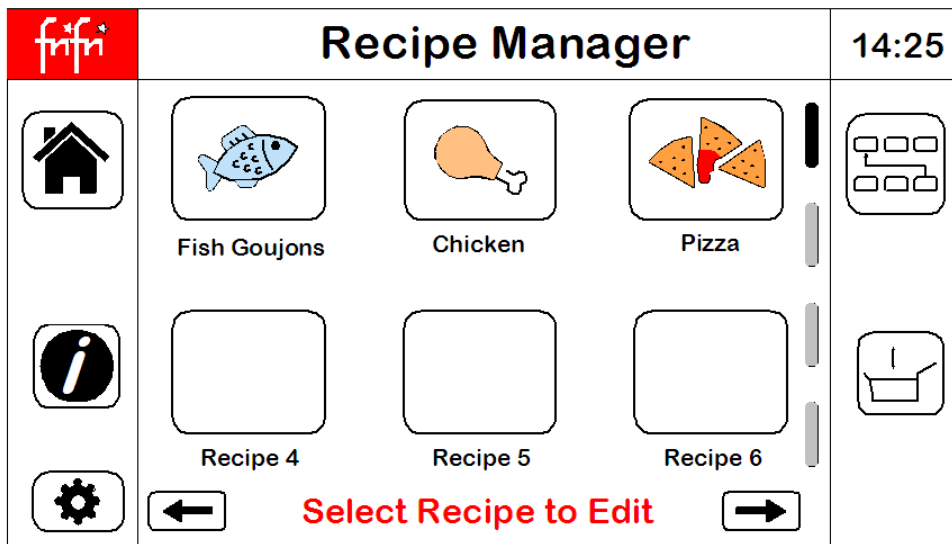 frifri
Recipe Manager
14:25
Fish Goujons
Chicken
Pizza
i
Recipe 4
Recipe 5
Recipe 6
Select Recipe to Edit